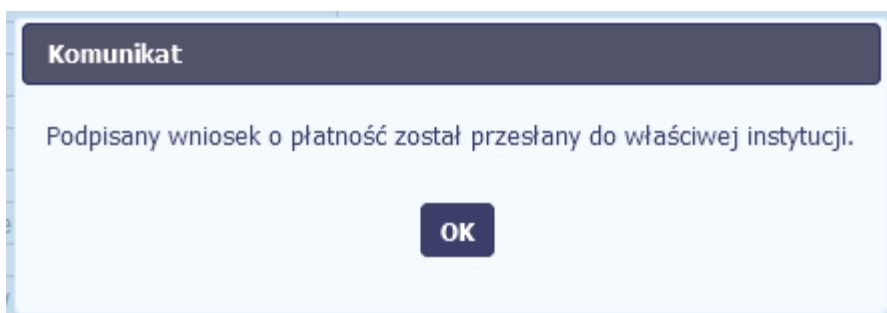 Komunikat
Podpisany wniosek o płatność został przesłany do właściwej instytucji.
OK